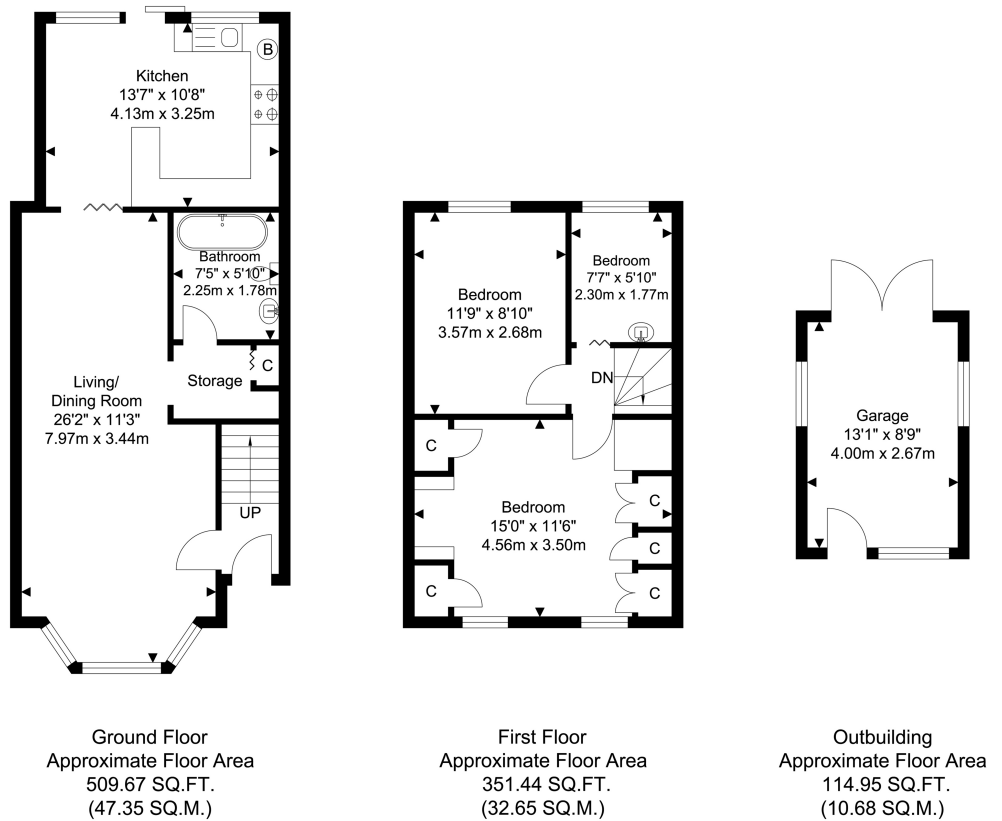 Kitchen
13'7" x 10'8"
4.13m x 3.25m
B
Bathroom
7'5" x 5'10"
2.25m x 1.78m
Living/
Dining Room
26'2" x 11'3"
7.97m x 3.44m
Storage
C
UP
Bedroom
11'9" x 8'10"
3.57m x 2.68m
Bedroom
7'7" x 5'10"
2.30m x 1.77m
DN
C
C
Bedroom
15'0" x 11'6"
4.56m x 3.50m
C
C
C
Garage
13'1" x 8'9"
4.00m x 2.67m
Ground Floor
Approximate Floor Area
509.67 SQ.FT.
(47.35 SQ.M.)
First Floor
Approximate Floor Area
351.44 SQ.FT.
(32.65 SQ.M.)
Outbuilding
Approximate Floor Area
114.95 SQ.FT.
(10.68 SQ.M.)